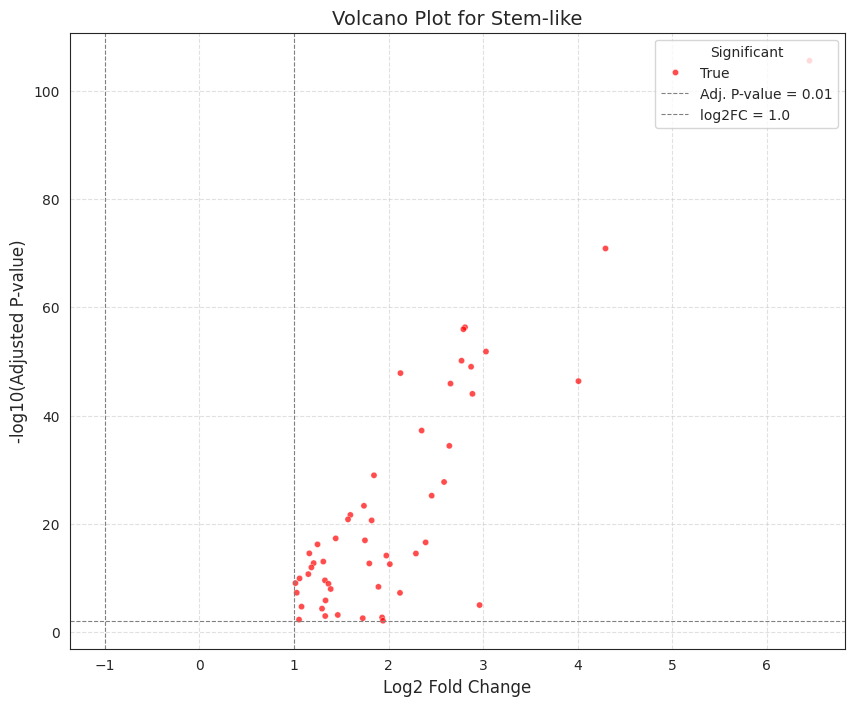 Volcano Plot for Stem-like
Significant
True
Adj. P-value = 0.01
log2FC = 1.0
-log10(Adjusted P-value)
100
80
60
40
20
0
−1 0 1 2 3 4 5 6
Log2 Fold Change